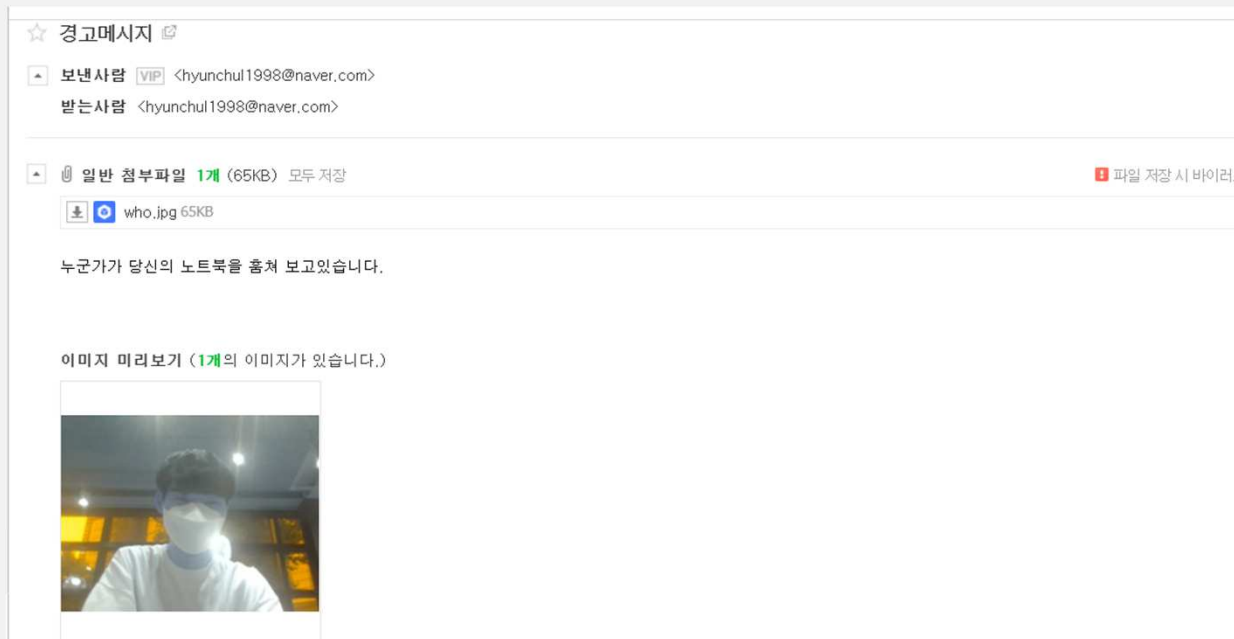 경고메시지
보낸사람 VIP <hyunchul1998@naver.com>
받는사람 <hyunchul1998@naver.com>
일반 첨부파일 1개 (65KB) 모두 저장
파일 저장 시 바이러
who.jpg 65KB
누군가가 당신의 노트북을 훔쳐 보고있습니다.
이미지 미리보기 (1개의 이미지가 있습니다.)